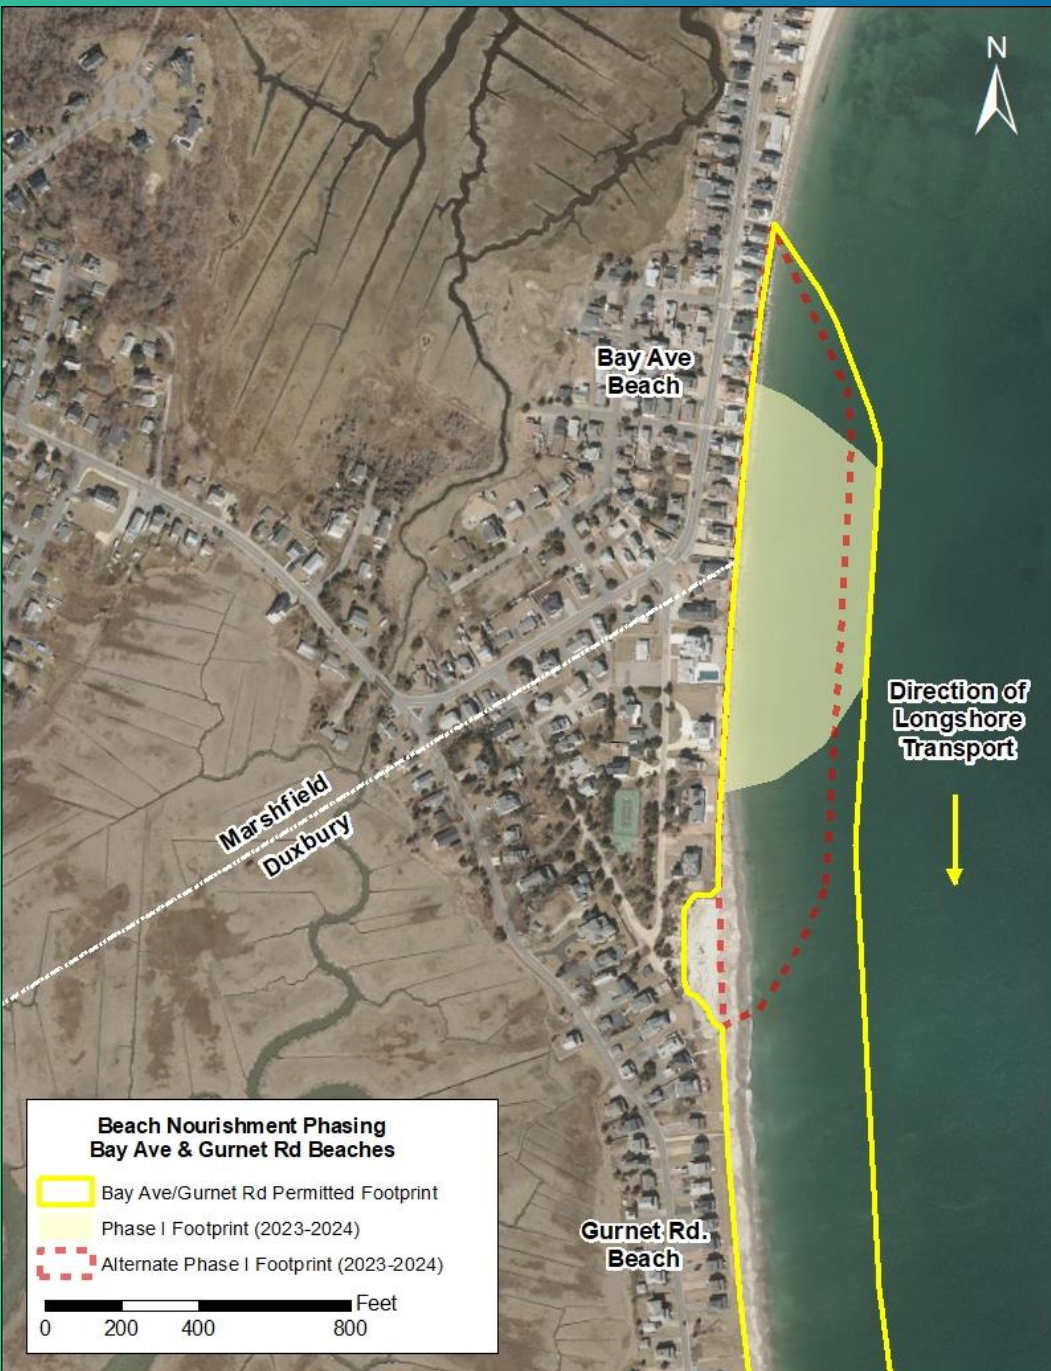 N
Bay Ave
Beach
Direction of
Longshore
Transport
Marshfield
Duxbury
Gurnet Rd.
Beach
Beach Nourishment Phasing
Bay Ave & Gurnet Rd Beaches
Bay Ave/Gurnet Rd Permitted Footprint
Phase I Footprint (2023-2024)
Alternate Phase I Footprint (2023-2024)
Feet
0 200 400 800